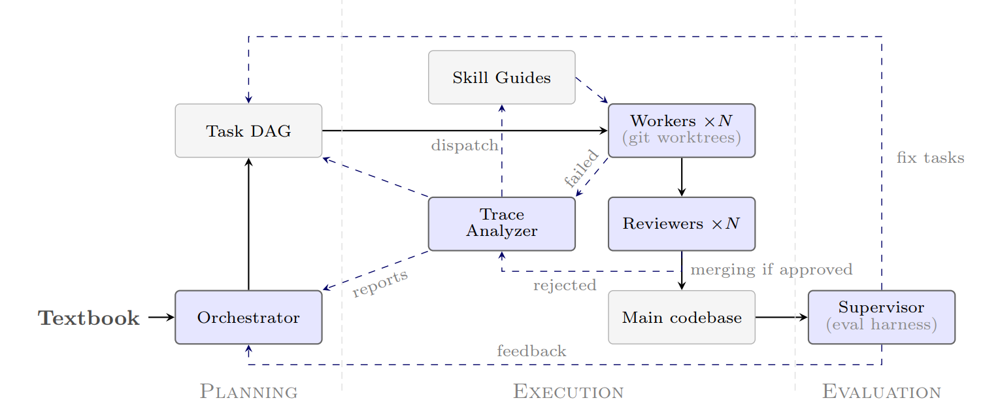 Skill Guides
Task DAG
Workers ×N
(git worktrees)
dispatch
failed
fix tasks
Trace
Analyzer
Reviewers ×N
reports
rejected
merging if approved
Textbook
Orchestrator
Main codebase
Supervisor
(eval harness)
feedback
PLANNING
EXECUTION
EVALUATION